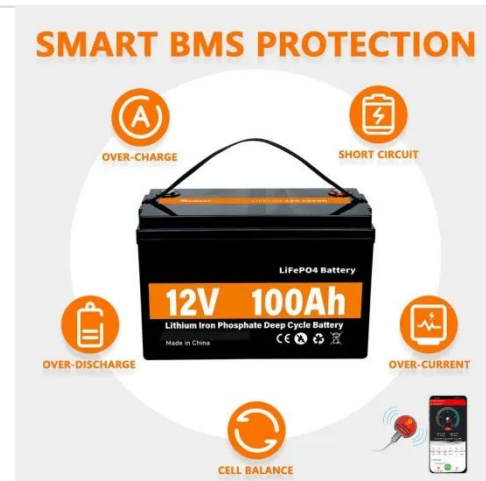 SMART BMS PROTECTION
A
OVER-CHARGE
SHORT CIRCUIT
LiFePO4 Battery
12V 100Ah
Lithium Iron Phosphate Deep Cycle Battery
Made in China
CE
OVER-DISCHARGE
OVER-CURRENT
CELL BALANCE